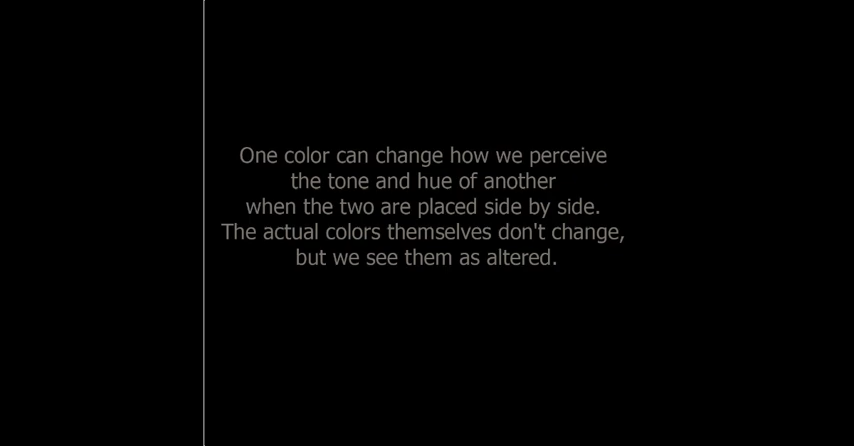 One color can change how we perceive
the tone and hue of another
when the two are placed side by side.
The actual colors themselves don't change,
but we see them as altered.